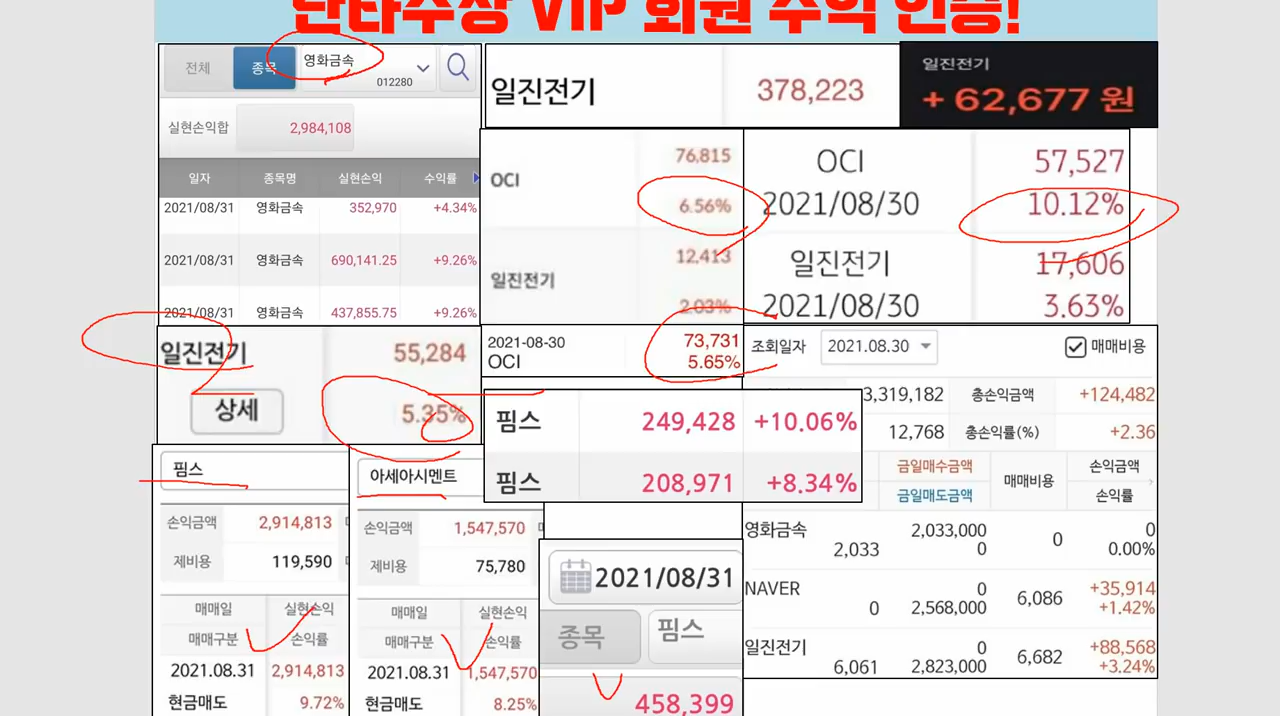 단타수장 VIP 회원 수익 인증!
전체
종목
영화금속
012280
실현손익합
2,984,108
일자 종목명 실현손익 수익률
2021/08/31 영화금속 352,970 +4.34%
2021/08/31 영화금속 690,141.25 +9.26%
2021/08/31 영화금속 437,855.75 +9.26%
일진전기 378,223
일진전기
+ 62,677 원
OCI
76,815
6.56%
일진전기
12,413
2.03%
OCI 57,527
2021/08/30 10.12%
일진전기 17,606
2021/08/30 3.63%
일진전기 55,284
상세 5.35%
2021-08-30 73,731
OCI 5.65%
조회일자 2021.08.30 매매비용
3,319,182 총손익금액 +124,482
12,768 총손익률(%) +2.36
금일매수금액 매매비용 손익금액
금일매도금액 손익률
영화금속 2,033,000 0
2,033 0 0 0.00%
NAVER 0 +35,914
0 2,568,000 6,086 +1.42%
일진전기 0 +88,568
6,061 2,823,000 6,682 +3.24%
핌스 249,428 +10.06%
핌스 208,971 +8.34%
핌스
손익금액 2,914,813
제비용 119,590
매매일 실현손익
매매구분 손익률
2021.08.31 2,914,813
현금매도 9.72%
아세아시멘트
손익금액 1,547,570
제비용 75,780
매매일 실현손익
매매구분 손익률
2021.08.31 1,547,570
현금매도 8.25%
2021/08/31
종목 핌스
458,399